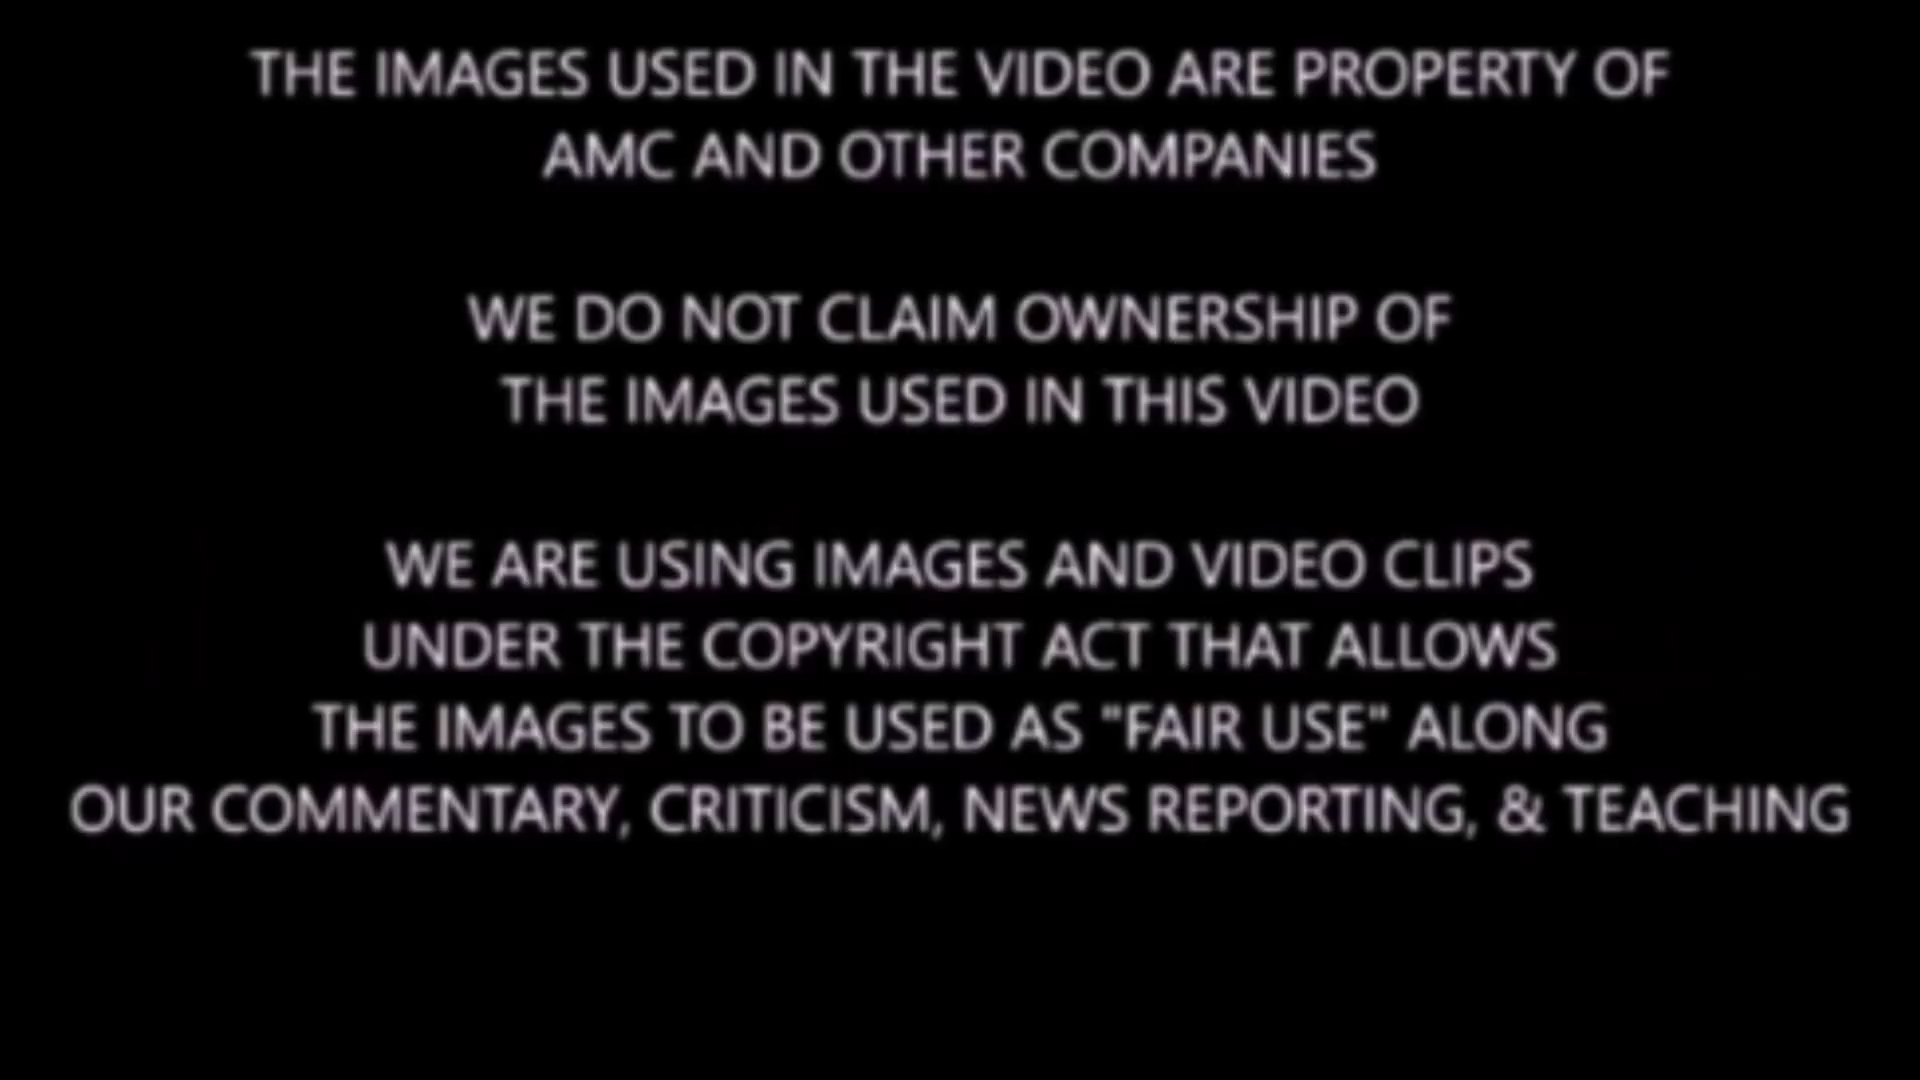 THE IMAGES USED IN THE VIDEO ARE PROPERTY OF
AMC AND OTHER COMPANIES
WE DO NOT CLAIM OWNERSHIP OF
THE IMAGES USED IN THIS VIDEO
WE ARE USING IMAGES AND VIDEO CLIPS
UNDER THE COPYRIGHT ACT THAT ALLOWS
THE IMAGES TO BE USED AS "FAIR USE" ALONG
OUR COMMENTARY, CRITICISM, NEWS REPORTING, & TEACHING